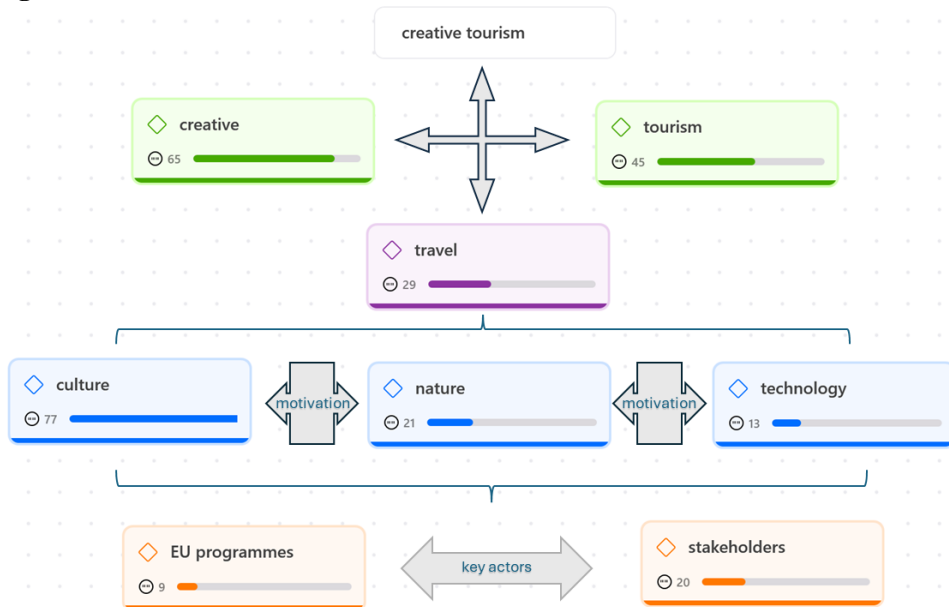 creative tourism
creative
65
tourism
45
travel
29
culture
77
motivation
nature
21
motivation
technology
13
EU programmes
9
key actors
stakeholders
20